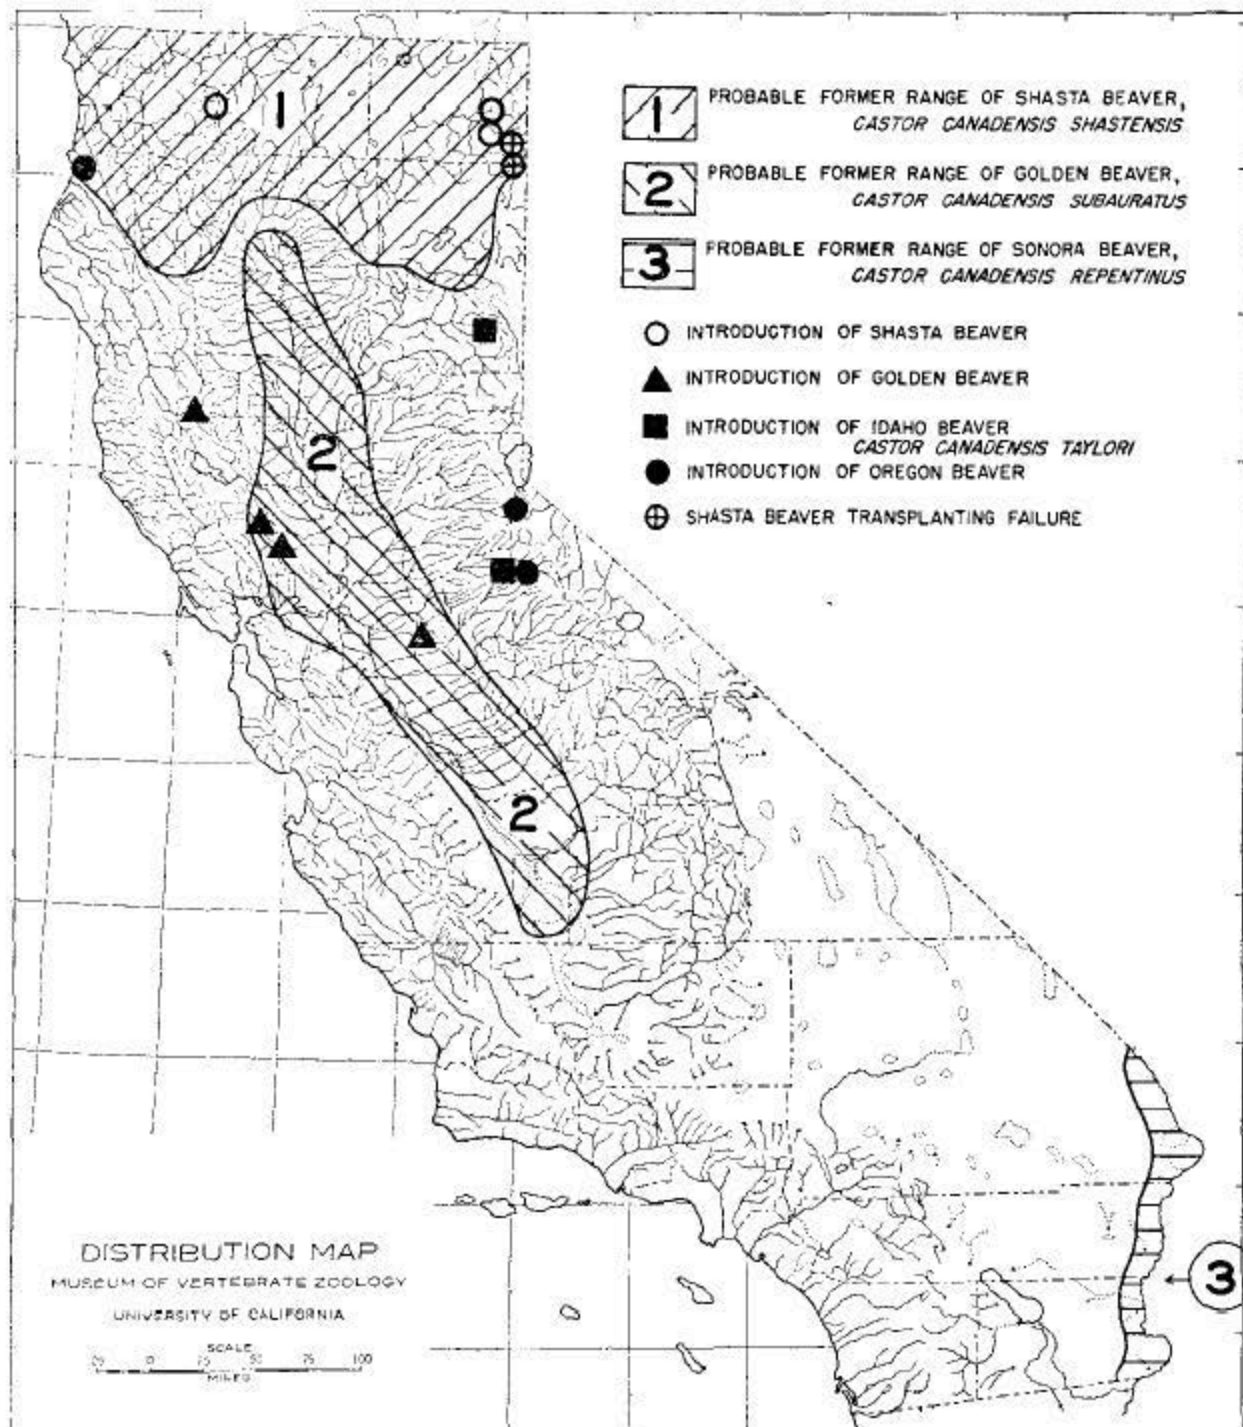 1
1
PROBABLE FORMER RANGE OF SHASTA BEAVER,
CASTOR CANADENSIS SHASTENSIS
2
PROBABLE FORMER RANGE OF GOLDEN BEAVER,
CASTOR CANADENSIS SUBAURATUS
3
PROBABLE FORMER RANGE OF SONORA BEAVER,
CASTOR CANADENSIS REPENTINUS
INTRODUCTION OF SHASTA BEAVER
INTRODUCTION OF GOLDEN BEAVER
INTRODUCTION OF IDAHO BEAVER
CASTOR CANADENSIS TAYLORI
INTRODUCTION OF OREGON BEAVER
SHASTA BEAVER TRANSPLANTING FAILURE
2
2
3
DISTRIBUTION MAP
MUSEUM OF VERTEBRATE ZOOLOGY
UNIVERSITY OF CALIFORNIA
SCALE
0 25 50 75 100
MILES